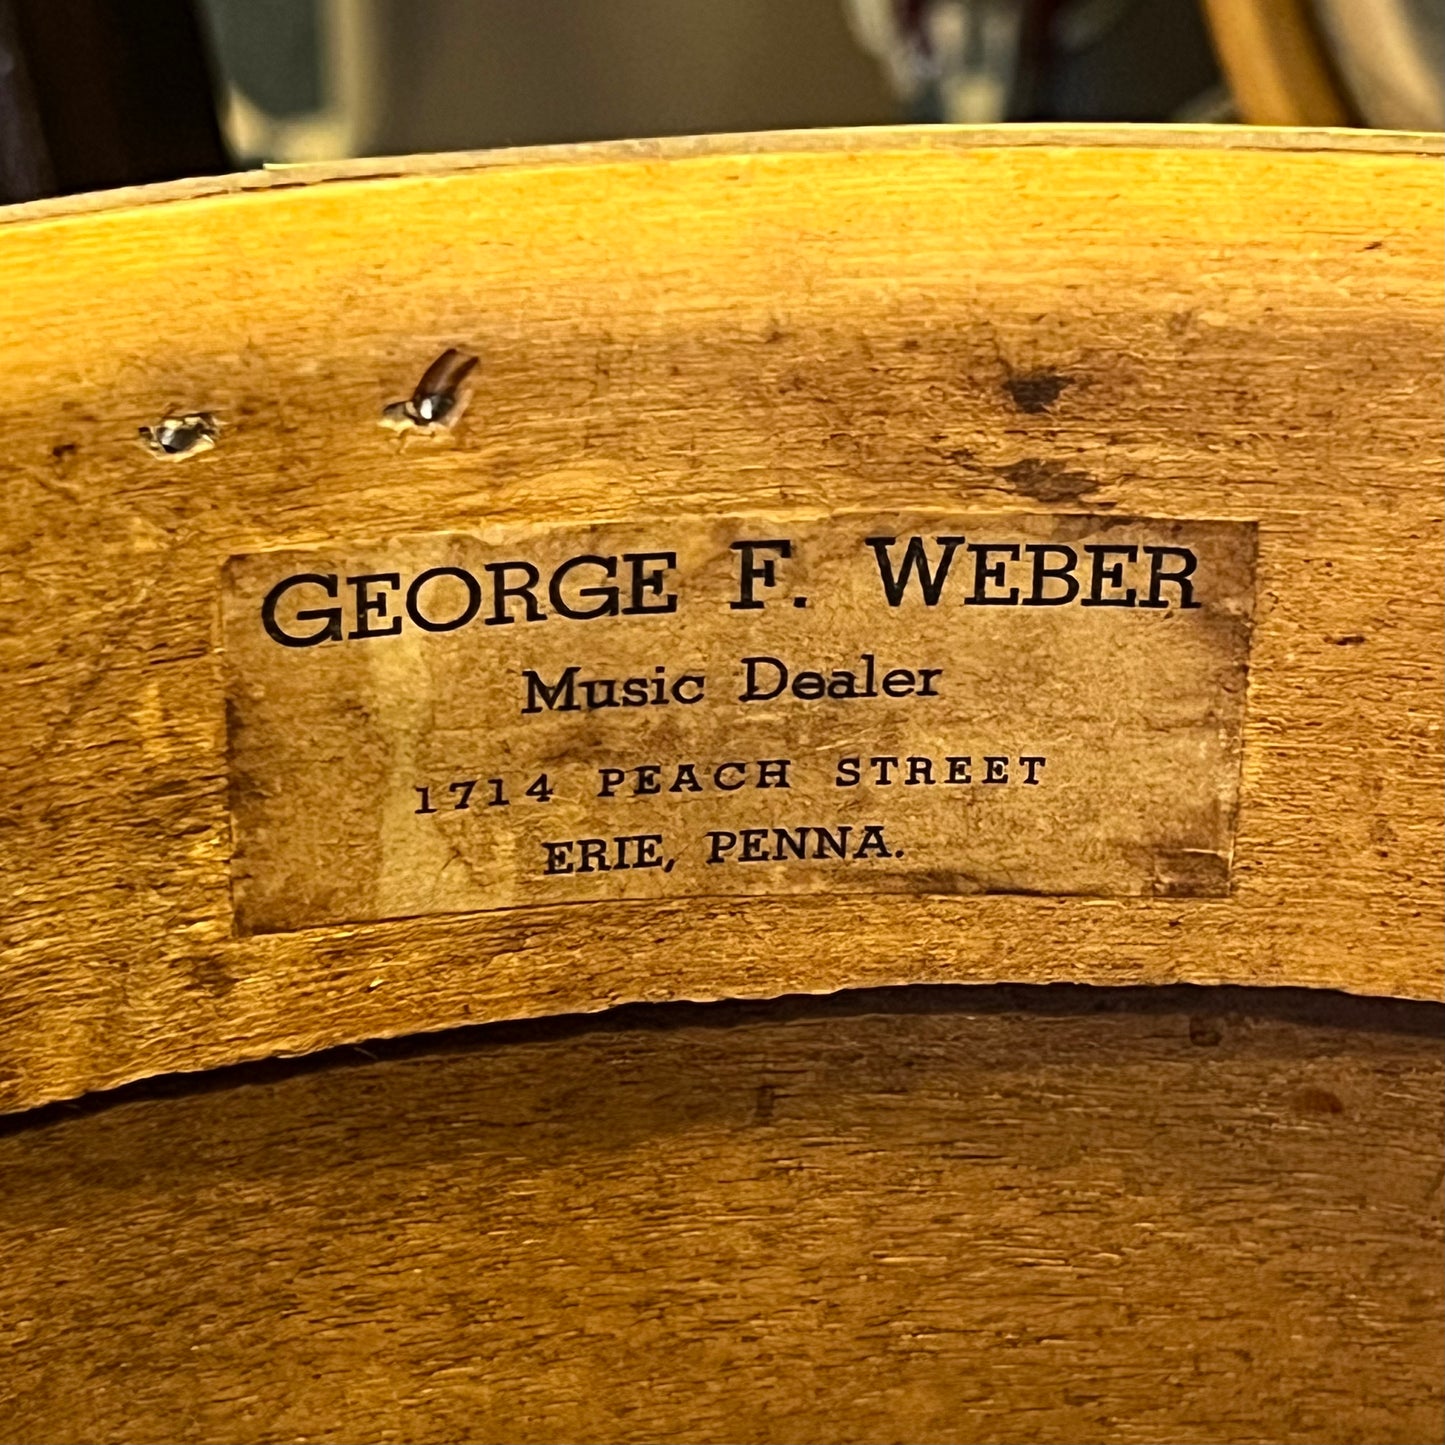 GEORGE F. WEBER
Music Dealer
1714 PEACH STREET
ERIE, PENNA.